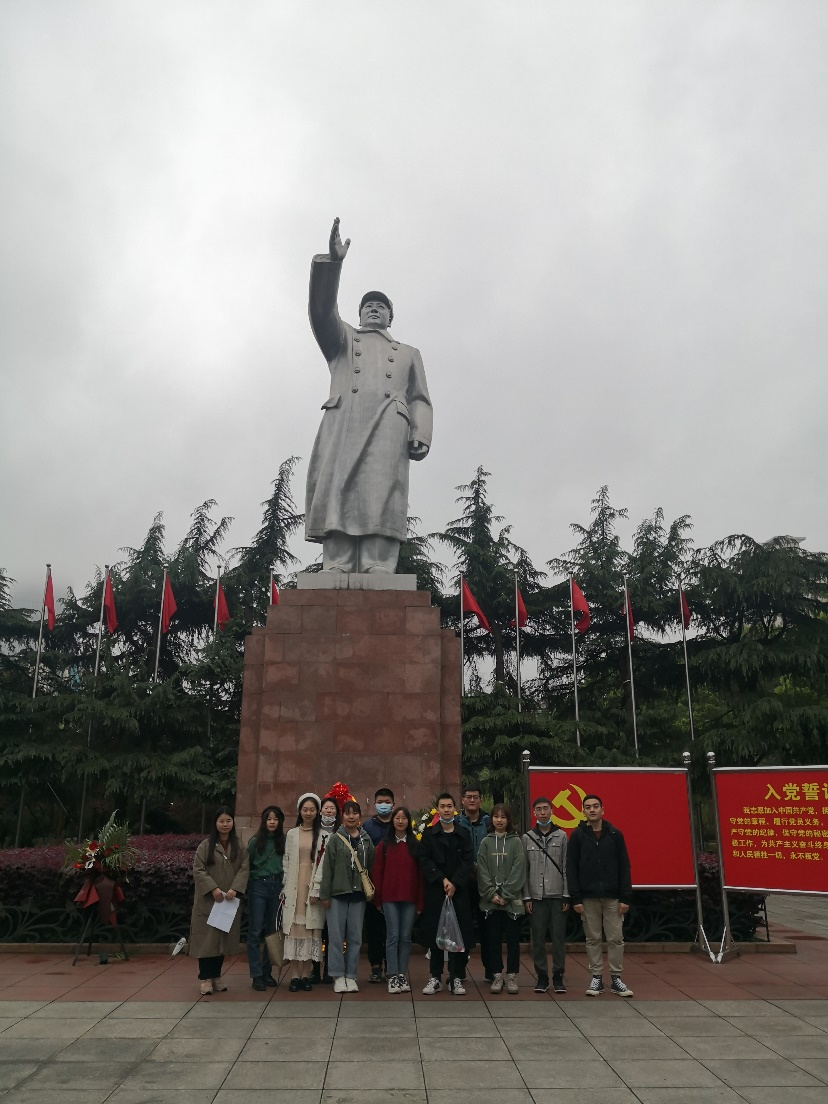 入党誓
我志愿加入中国共产党,
守党的章程,履行党员义务,
产守党的纪律,保守党的秘密
极工作,为共产主义奋斗终身
和人民牺牲一切,永不叛党。